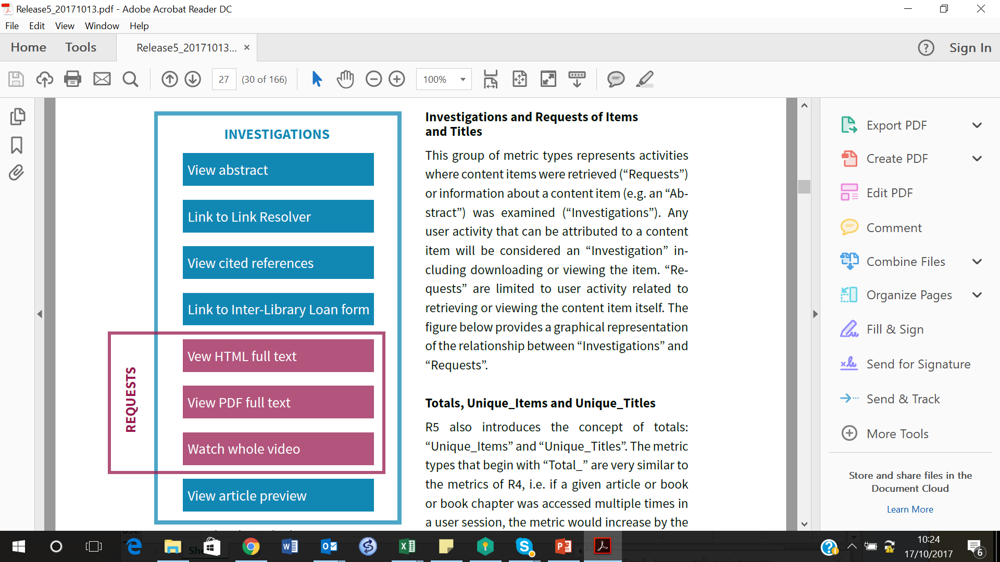 Release5_20171013.pdf - Adobe Acrobat Reader DC
File Edit View Window Help
Home Tools Release5_20171013... × ? Sign In
27 (30 of 166) 100%
INVESTIGATIONS
View abstract
Link to Link Resolver
View cited references
Link to Inter-Library Loan form
REQUESTS
Vew HTML full text
View PDF full text
Watch whole video
View article preview
Investigations and Requests of Items
and Titles
This group of metric types represents activities
where content items were retrieved (“Requests”)
or information about a content item (e.g. an “Ab-
stract”) was examined (“Investigations”). Any
user activity that can be attributed to a content
item will be considered an “Investigation” in-
cluding downloading or viewing the item. “Re-
quests” are limited to user activity related to
retrieving or viewing the content item itself. The
figure below provides a graphical representation
of the relationship between “Investigations” and
“Requests”.
Totals, Unique_Items and Unique_Titles
R5 also introduces the concept of totals:
“Unique_Items” and “Unique_Titles”. The metric
types that begin with “Total_” are very similar to
the metrics of R4, i.e. if a given article or book
or book chapter was accessed multiple times in
a user session, the metric would increase by the
Export PDF
Create PDF
Edit PDF
Comment
Combine Files
Organize Pages
Fill & Sign
Send for Signature
Send & Track
More Tools
Store and share files in the
Document Cloud
Learn More
10:24
17/10/2017
6